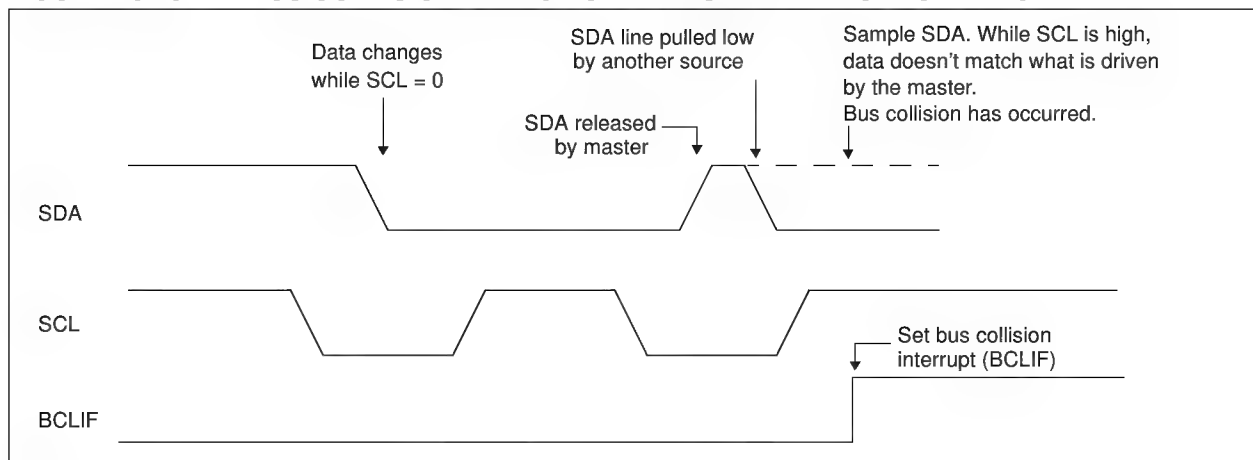 Data changes
while SCL = 0
SDA line pulled low
by another source
Sample SDA. While SCL is high,
data doesn't match what is driven
by the master.
Bus collision has occurred.
SDA released
by master
SDA
SCL
Set bus collision
interrupt (BCLIF)
BCLIF